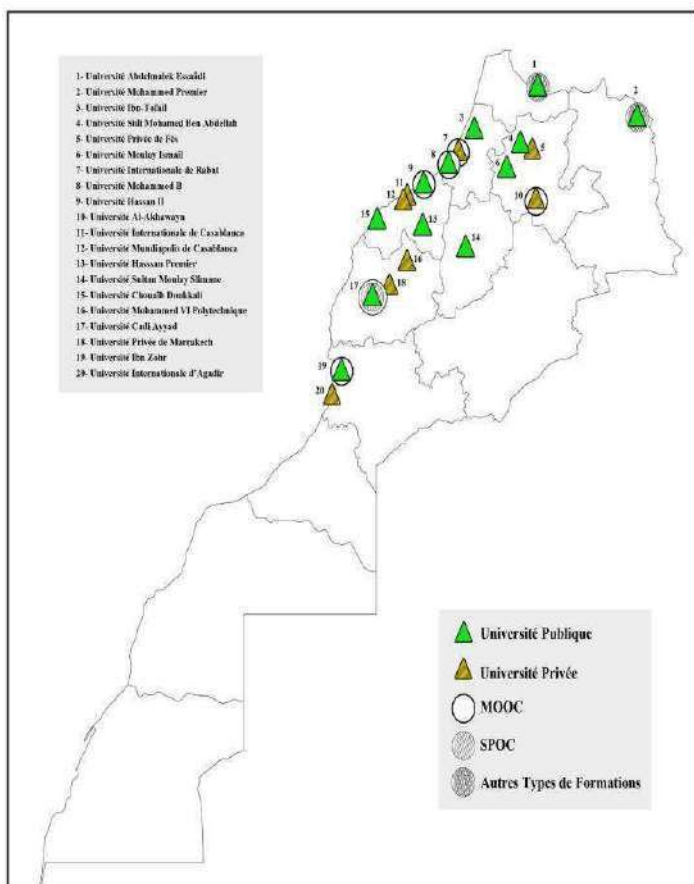 1- Université Abdelmalek Essaâdi
2- Université Mohammed Premier
3- Université Ibn-Tofail
4- Université Sidi Mohamed Ben Abdellah
5- Université Privée de Fès
6- Université Moulay Ismail
7- Université Internationale de Rabat
8- Université Mohammed B
9- Université Hassan II
10- Université Al-Akhawayn
11- Université Internationale de Casablanca
12- Université Mundiapolis de Casablanca
13- Université Hasssan Premier
14- Université Sultan Moulay Slimane
15- Université Chouaïb Doukkali
16- Université Mohammed VI Polytechnique
17- Université Cadi Ayyad
18- Université Privée de Marrakech
19- Université Ibn Zohr
20- Université Internationale d'Agadir
1
2
3
4
5
7
8
6
9
11
12
10
15
13
14
16
17
18
19
20
Université Publique
Université Privée
MOOC
SPOC
Autres Types de Formations